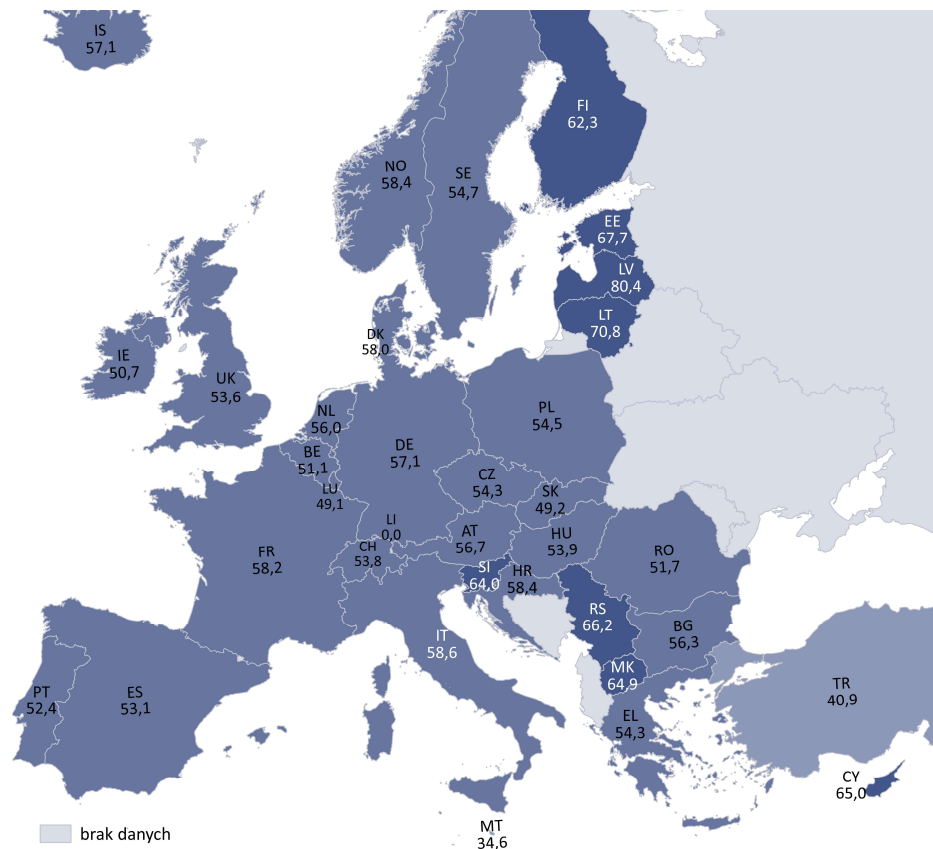 IS
57,1
FI
62,3
NO
58,4
SE
54,7
EE
67,7
LV
80,4
LT
70,8
DK
58,0
IE
50,7
UK
53,6
NL
56,0
PL
54,5
DE
57,1
BE
51,1
LU
49,1
CZ
54,3
SK
49,2
LI
0,0
CH
53,8
AT
56,7
HU
53,9
FR
58,2
RO
51,7
SI
64,0
HR
58,4
RS
66,2
BG
56,3
IT
58,6
MK
64,9
PT
52,4
ES
53,1
TR
40,9
EL
54,3
CY
65,0
MT
34,6
brak danych